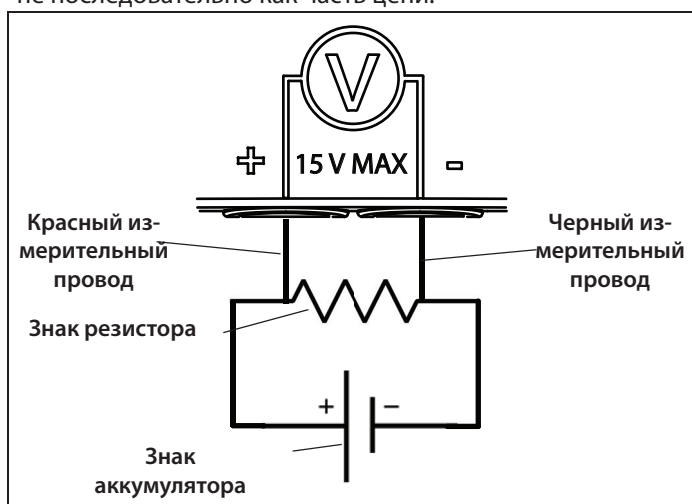 не последовательно как часть цепи.
V
+ 15 V MAX -
Красный из-
мерительный
провод
Черный из-
мерительный
провод
Знак резистора
+ −
Знак
аккумулятора